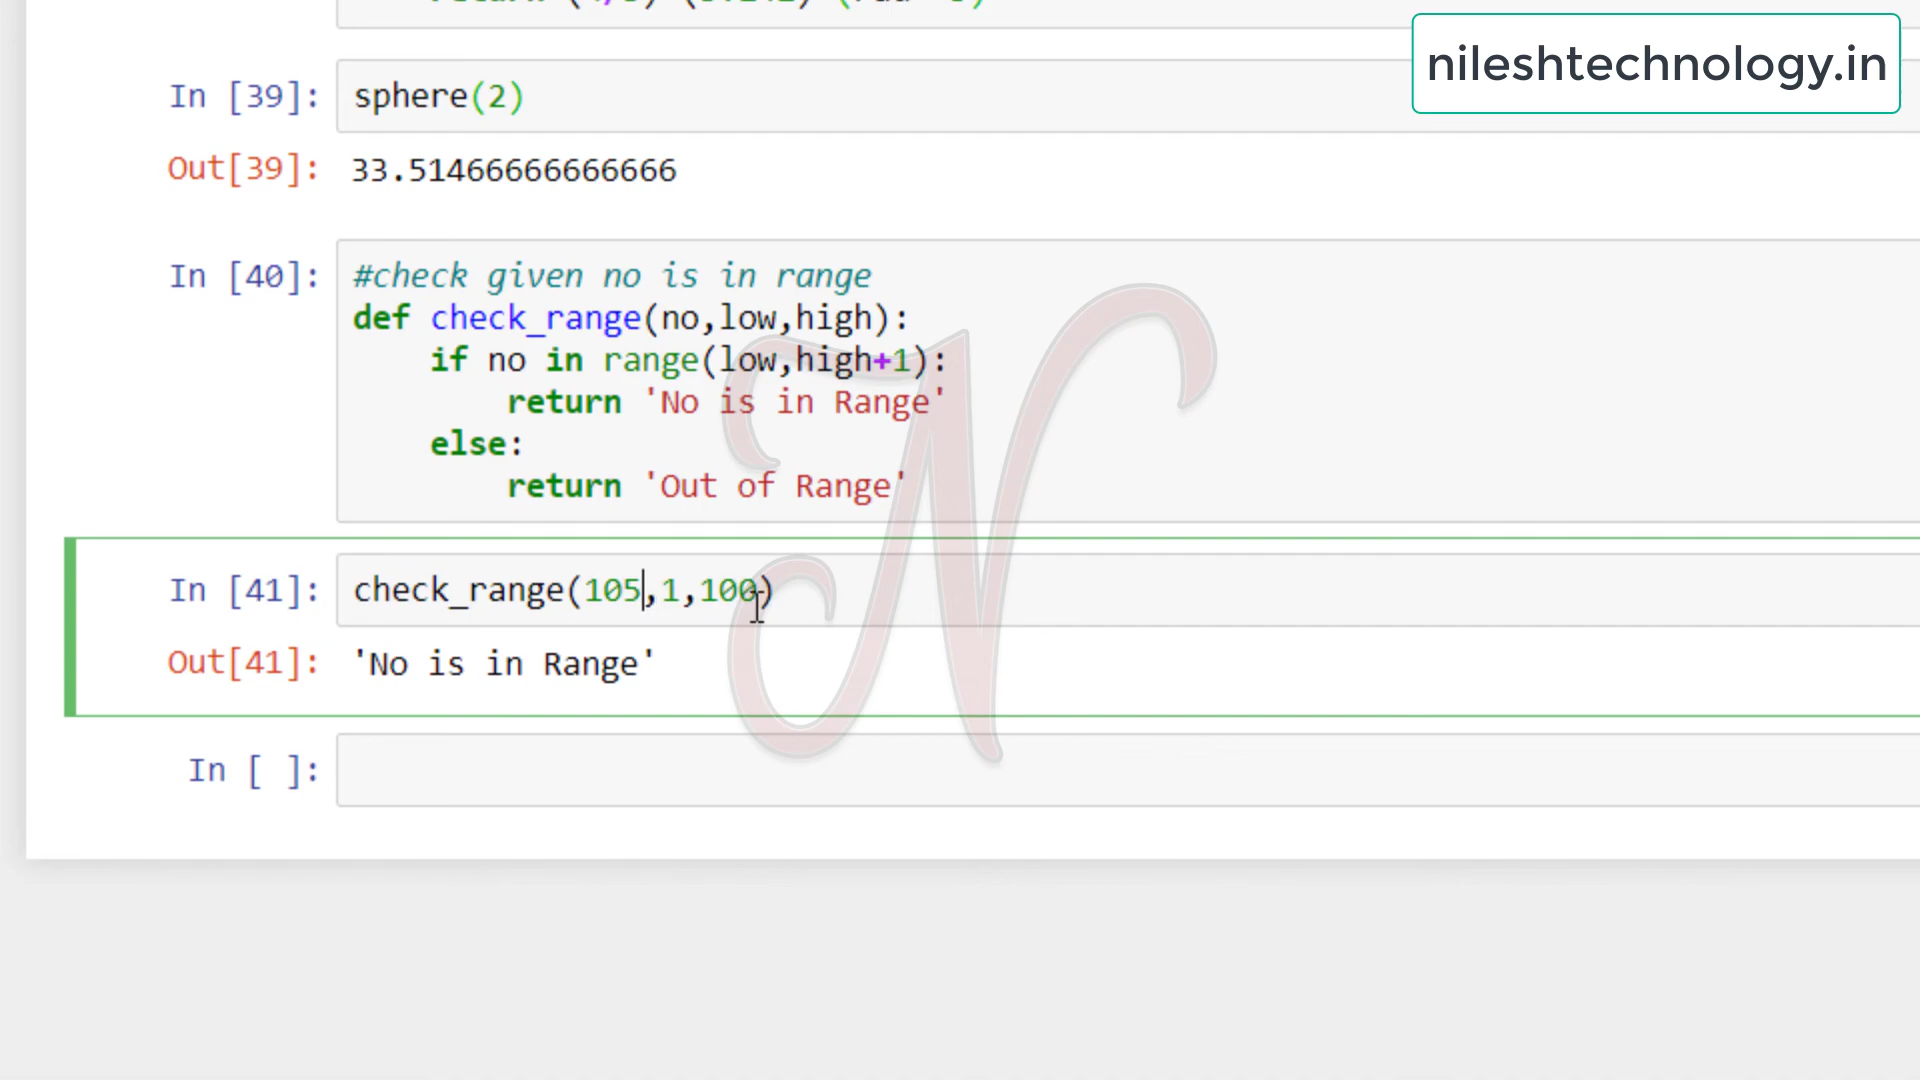 nileshtechnology.in
In [39]: sphere(2)
Out[39]: 33.51466666666666
In [40]: #check given no is in range
def check_range(no,low,high):
    if no in range(low,high+1):
        return 'No is in Range'
    else:
        return 'Out of Range'
In [41]: check_range(105,1,100)
Out[41]: 'No is in Range'
In [ ]:
N